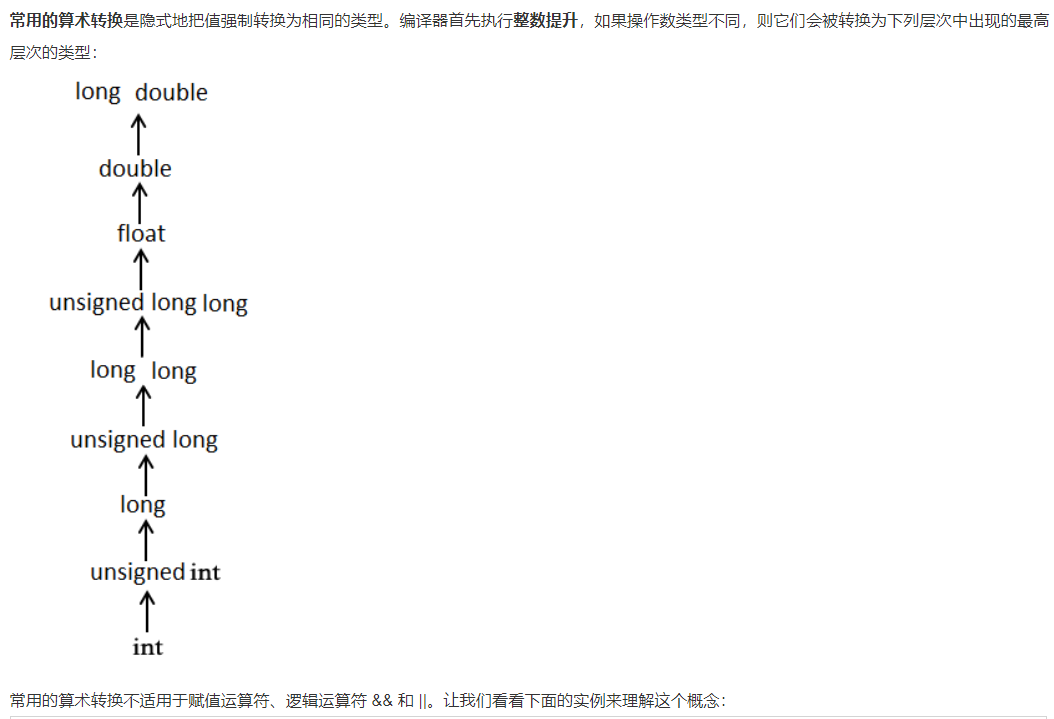 常用的算术转换是隐式地把值强制转换为相同的类型。编译器首先执行整数提升，如果操作数类型不同，则它们会被转换为下列层次中出现的最高
层次的类型：
long double
double
float
unsigned long long
long long
unsigned long
long
unsigned int
int
常用的算术转换不适用于赋值运算符、逻辑运算符 && 和 ||。让我们看看下面的实例来理解这个概念：